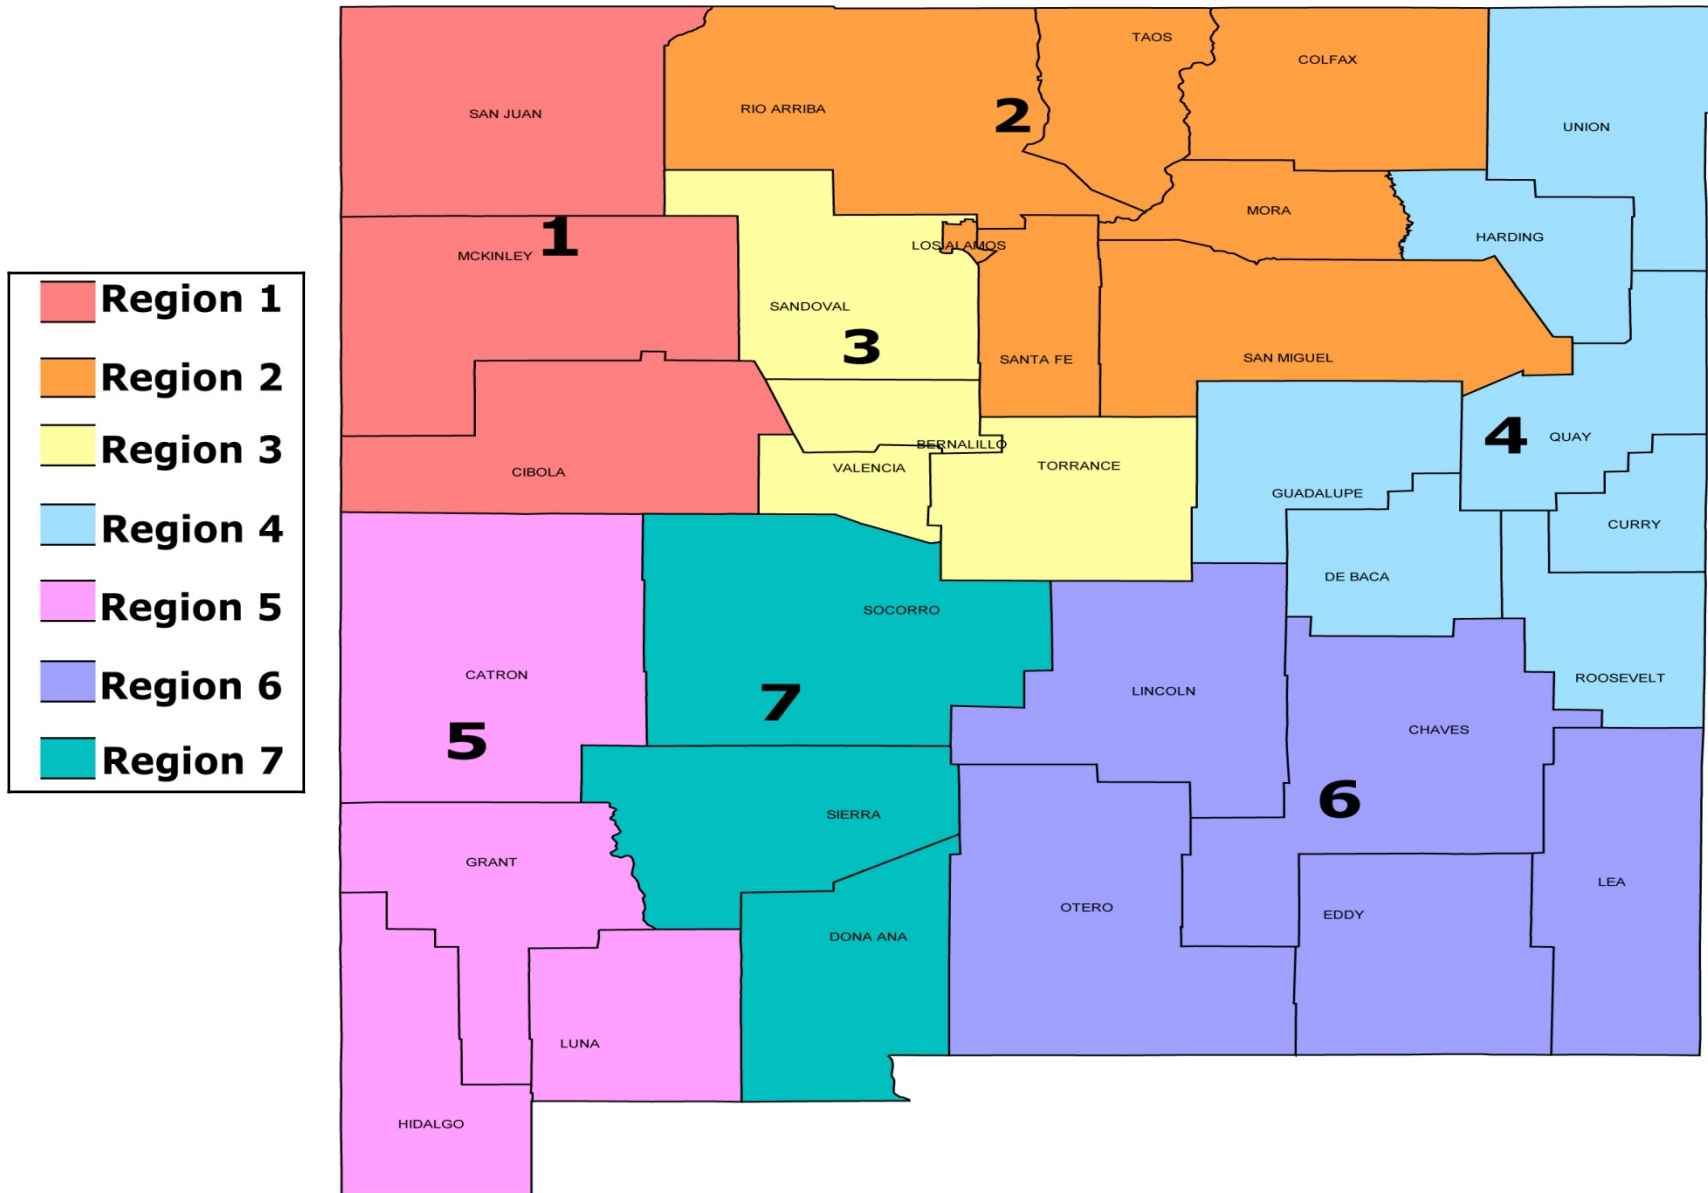 Region 1
Region 2
Region 3
Region 4
Region 5
Region 6
Region 7
TAOS
COLFAX
SAN JUAN
RIO ARRIBA
2
UNION
MORA
1
MCKINLEY
LOS ALAMOS
HARDING
SANDOVAL
3
SANTA FE
SAN MIGUEL
4
QUAY
BERNALILLO
CIBOLA
VALENCIA
TORRANCE
GUADALUPE
CURRY
DE BACA
SOCORRO
CATRON
7
LINCOLN
ROOSEVELT
5
CHAVES
6
SIERRA
GRANT
LEA
OTERO
EDDY
DONA ANA
LUNA
HIDALGO